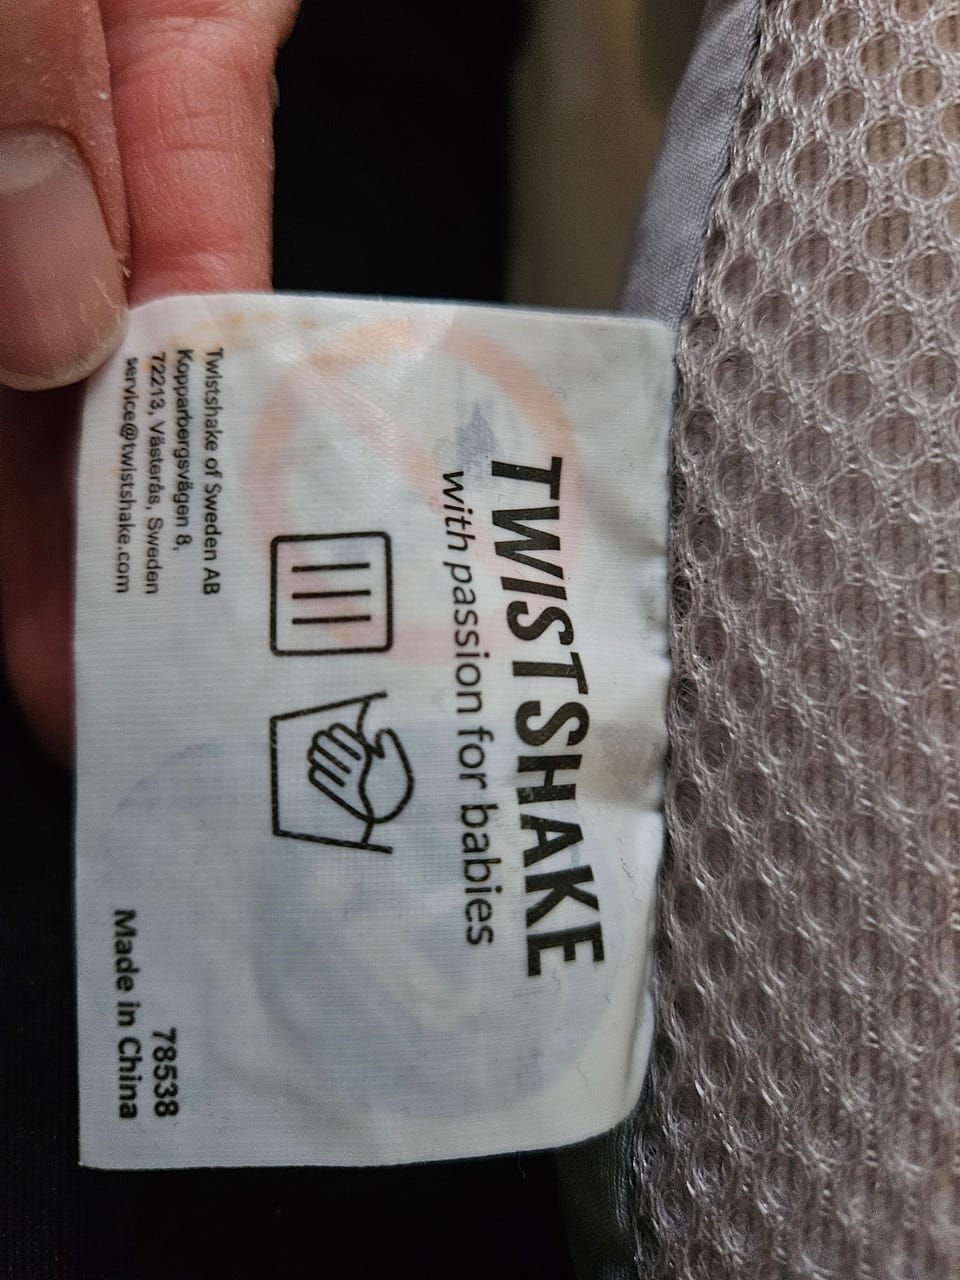 TWISTSHAKE
with passion for babies
Twistshake of Sweden AB
Kopparbergsvägen 8,
72213, Västerås, Sweden
service@twistshake.com
78538
Made in China